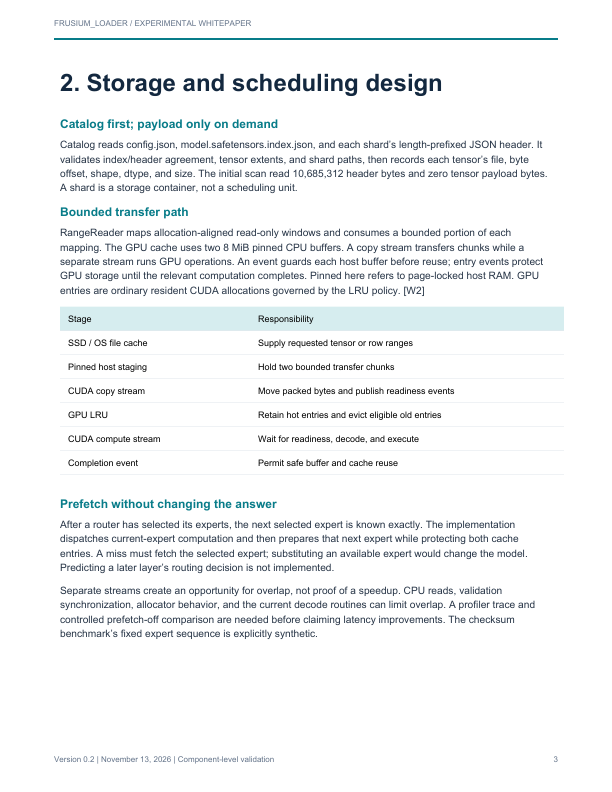 FRUSIUM_LOADER / EXPERIMENTAL WHITEPAPER
2. Storage and scheduling design
Catalog first; payload only on demand
Catalog reads config.json, model.safetensors.index.json, and each shard's length-prefixed JSON header. It
validates index/header agreement, tensor extents, and shard paths, then records each tensor's file, byte
offset, shape, dtype, and size. The initial scan read 10,685,312 header bytes and zero tensor payload bytes.
A shard is a storage container, not a scheduling unit.
Bounded transfer path
RangeReader maps allocation-aligned read-only windows and consumes a bounded portion of each
mapping. The GPU cache uses two 8 MiB pinned CPU buffers. A copy stream transfers chunks while a
separate stream runs GPU operations. An event guards each host buffer before reuse; entry events protect
GPU storage until the relevant computation completes. Pinned here refers to page-locked host RAM. GPU
entries are ordinary resident CUDA allocations governed by the LRU policy. [W2]
Stage Responsibility
SSD / OS file cache Supply requested tensor or row ranges
Pinned host staging Hold two bounded transfer chunks
CUDA copy stream Move packed bytes and publish readiness events
GPU LRU Retain hot entries and evict eligible old entries
CUDA compute stream Wait for readiness, decode, and execute
Completion event Permit safe buffer and cache reuse
Prefetch without changing the answer
After a router has selected its experts, the next selected expert is known exactly. The implementation
dispatches current-expert computation and then prepares that next expert while protecting both cache
entries. A miss must fetch the selected expert; substituting an available expert would change the model.
Predicting a later layer's routing decision is not implemented.
Separate streams create an opportunity for overlap, not proof of a speedup. CPU reads, validation
synchronization, allocator behavior, and the current decode routines can limit overlap. A profiler trace and
controlled prefetch-off comparison are needed before claiming latency improvements. The checksum
benchmark's fixed expert sequence is explicitly synthetic.
Version 0.2 | November 13, 2026 | Component-level validation 3